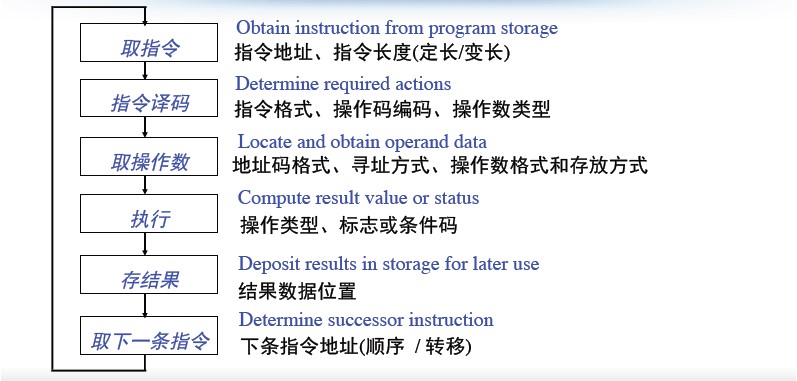 取指令
Obtain instruction from program storage
指令地址、指令长度(定长/变长)
指令译码
Determine required actions
指令格式、操作码编码、操作数类型
取操作数
Locate and obtain operand data
地址码格式、寻址方式、操作数格式和存放方式
执行
Compute result value or status
操作类型、标志或条件码
存结果
Deposit results in storage for later use
结果数据位置
取下一条指令
Determine successor instruction
下条指令地址(顺序 / 转移)